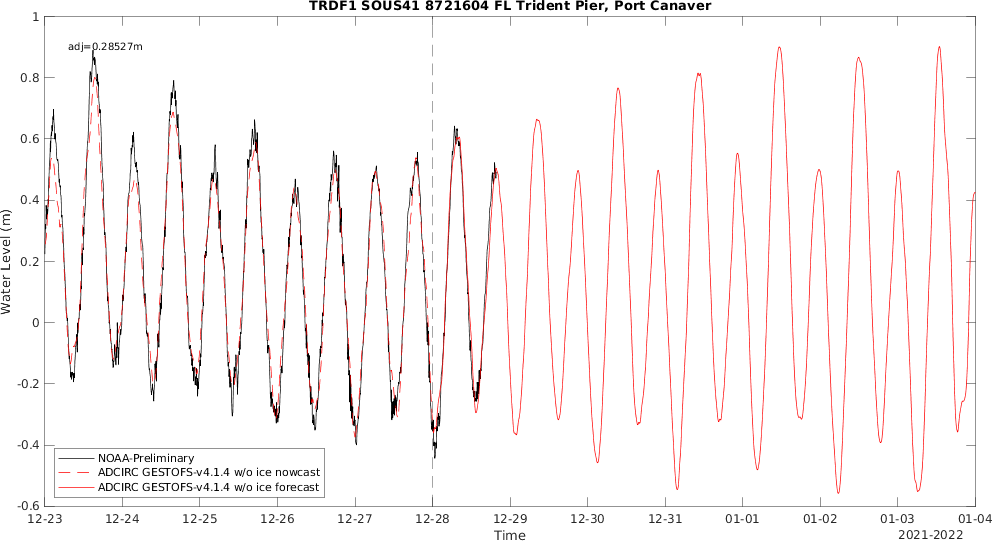 TRDF1 SOUS41 8721604 FL Trident Pier, Port Canaver
adj=0.28527m
Water Level (m)
1
0.8
0.6
0.4
0.2
0
-0.2
-0.4
-0.6
NOAA-Preliminary
ADCIRC GESTOFS-v4.1.4 w/o ice nowcast
ADCIRC GESTOFS-v4.1.4 w/o ice forecast
12-23 12-24 12-25 12-26 12-27 12-28 12-29 12-30 12-31 01-01 01-02 01-03 01-04
Time
2021-2022